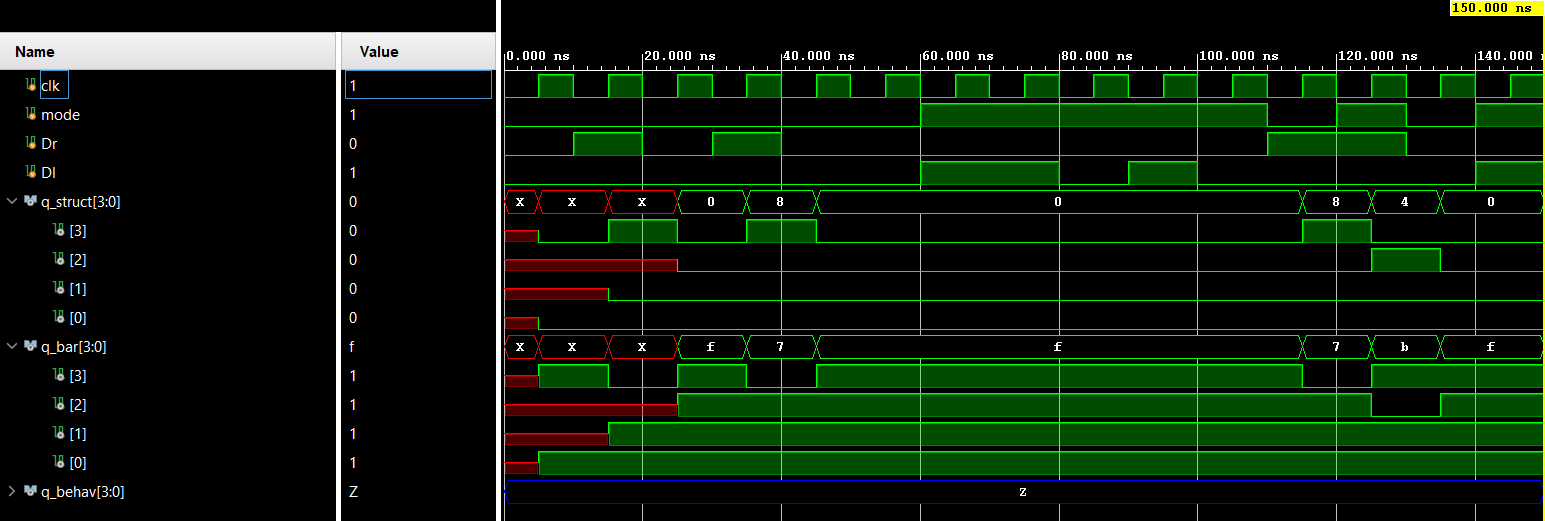 150.000 ns
Name Value
0.000 ns 20.000 ns 40.000 ns 60.000 ns 80.000 ns 100.000 ns 120.000 ns 140.000
clk 1
mode 1
Dr 0
Dl 1
q_struct[3:0] 0 X X X 0 8 0 8 4 0
[3] 0
[2] 0
[1] 0
[0] 0
q_bar[3:0] f X X X f 7 f 7 b f
[3] 1
[2] 1
[1] 1
[0] 1
q_behav[3:0] Z Z